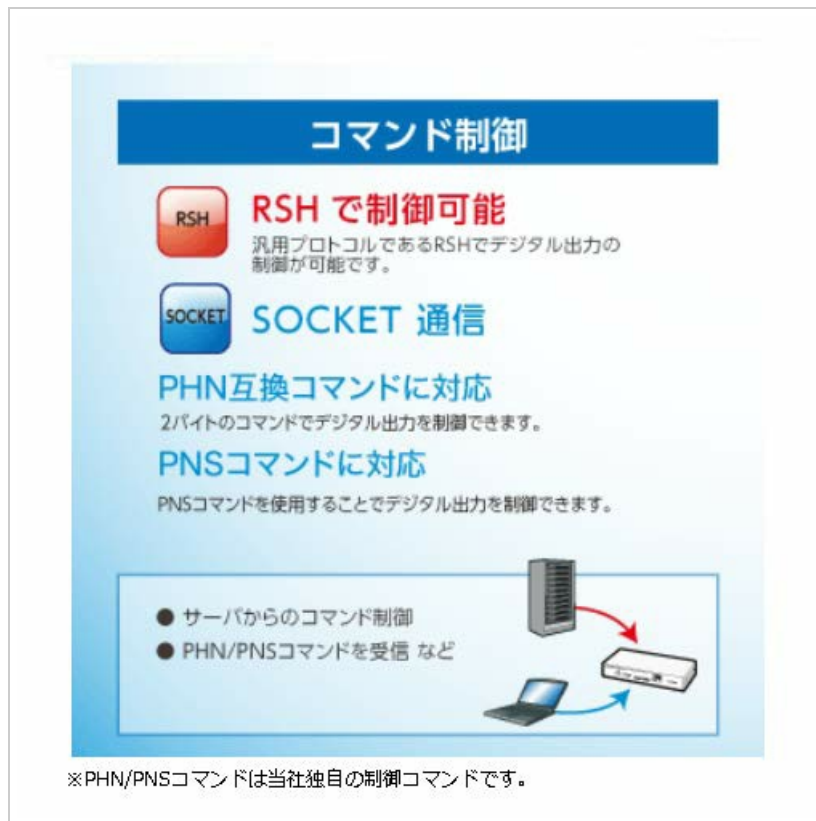 コマンド制御
RSH
RSH で制御可能
汎用プロトコルであるRSHでデジタル出力の
制御が可能です。
SOCKET
SOCKET 通信
PHN互換コマンドに対応
2バイトのコマンドでデジタル出力を制御できます。
PNSコマンドに対応
PNSコマンドを使用することでデジタル出力を制御できます。
● サーバからのコマンド制御
● PHN/PNSコマンドを受信 など
※PHN/PNSコマンドは当社独自の制御コマンドです。